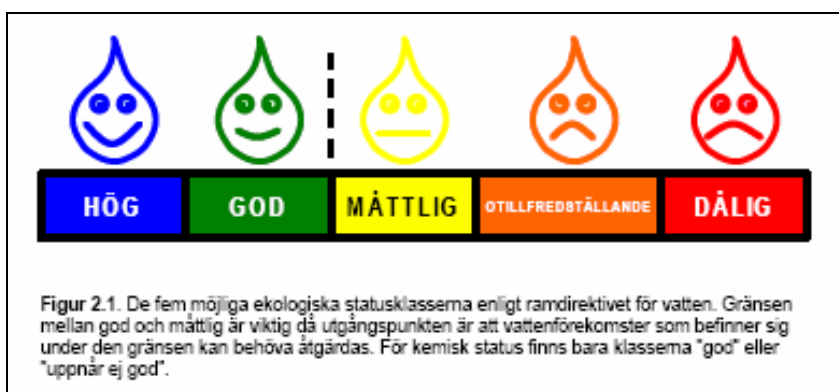 HÖG GOD MÅTTLIG OTILLFREDSTÄLLANDE DÅLIG
Figur 2.1. De fem möjliga ekologiska statusklasserna enligt ramdirektivet för vatten. Gränsen
mellan god och måttlig är viktig då utgångspunkten är att vattenförekomster som befinner sig
under den gränsen kan behöva åtgärdas. För kemisk status finns bara klasserna "god" eller
"uppnår ej god".